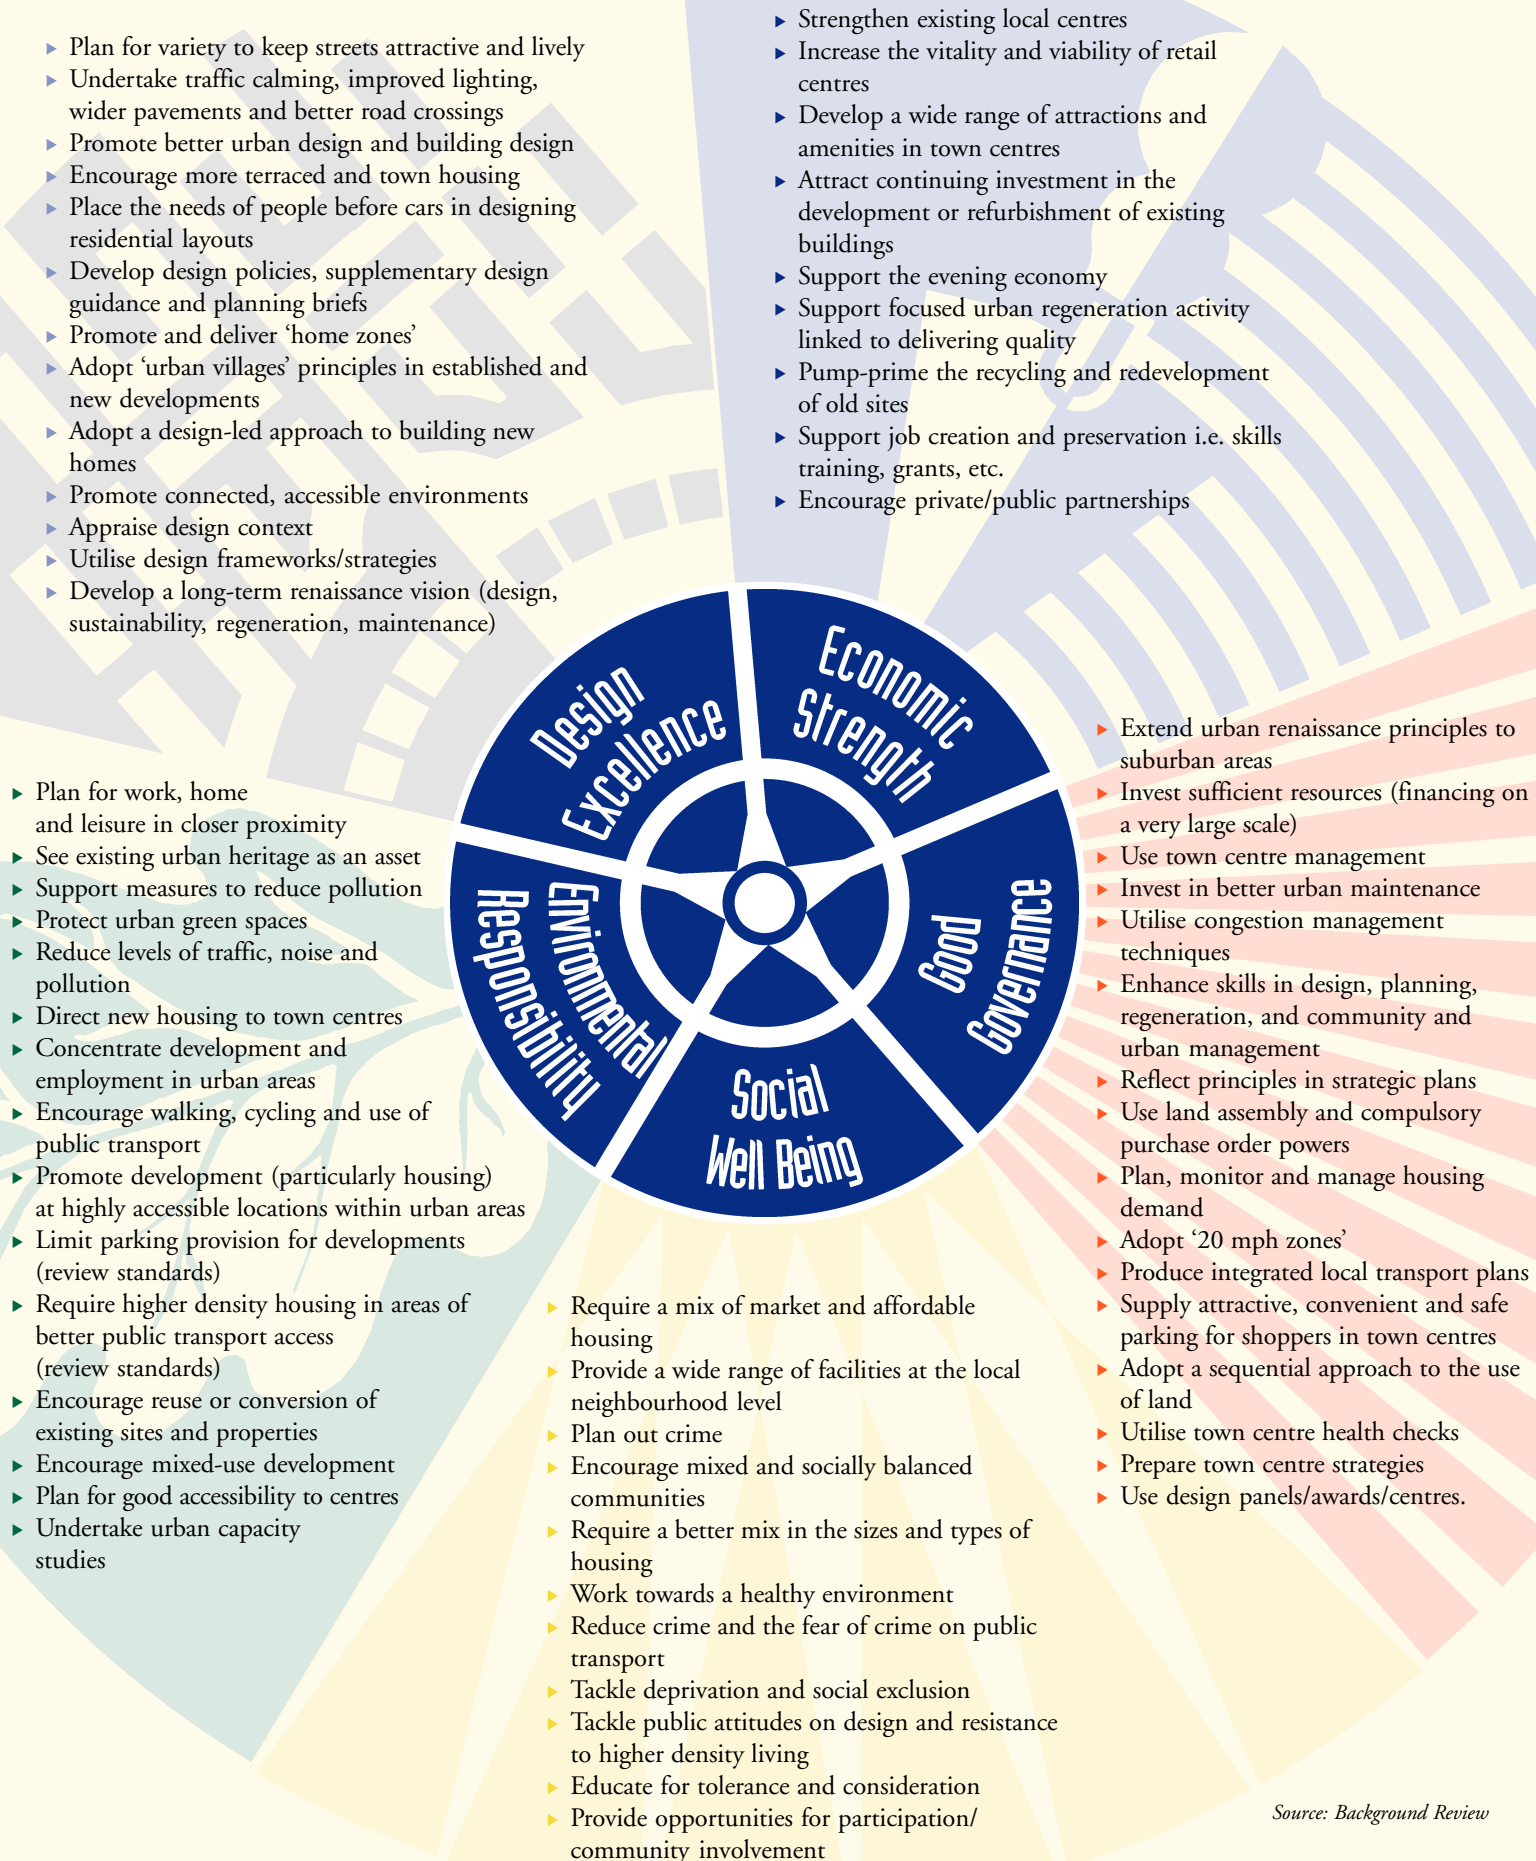 ▸ Plan for variety to keep streets attractive and lively
▸ Undertake traffic calming, improved lighting,
wider pavements and better road crossings
▸ Promote better urban design and building design
▸ Encourage more terraced and town housing
▸ Place the needs of people before cars in designing
residential layouts
▸ Develop design policies, supplementary design
guidance and planning briefs
▸ Promote and deliver ‘home zones’
▸ Adopt ‘urban villages’ principles in established and
new developments
▸ Adopt a design-led approach to building new
homes
▸ Promote connected, accessible environments
▸ Appraise design context
▸ Utilise design frameworks/strategies
▸ Develop a long-term renaissance vision (design,
sustainability, regeneration, maintenance)
▸ Strengthen existing local centres
▸ Increase the vitality and viability of retail
centres
▸ Develop a wide range of attractions and
amenities in town centres
▸ Attract continuing investment in the
development or refurbishment of existing
buildings
▸ Support the evening economy
▸ Support focused urban regeneration activity
linked to delivering quality
▸ Pump-prime the recycling and redevelopment
of old sites
▸ Support job creation and preservation i.e. skills
training, grants, etc.
▸ Encourage private/public partnerships
Design
Excellence
Economic
Strength
Good
Governance
Social
Well Being
Environmental
Responsibility
▸ Plan for work, home
and leisure in closer proximity
▸ See existing urban heritage as an asset
▸ Support measures to reduce pollution
▸ Protect urban green spaces
▸ Reduce levels of traffic, noise and
pollution
▸ Direct new housing to town centres
▸ Concentrate development and
employment in urban areas
▸ Encourage walking, cycling and use of
public transport
▸ Promote development (particularly housing)
at highly accessible locations within urban areas
▸ Limit parking provision for developments
(review standards)
▸ Require higher density housing in areas of
better public transport access
(review standards)
▸ Encourage reuse or conversion of
existing sites and properties
▸ Encourage mixed-use development
▸ Plan for good accessibility to centres
▸ Undertake urban capacity
studies
▸ Extend urban renaissance principles to
suburban areas
▸ Invest sufficient resources (financing on
a very large scale)
▸ Use town centre management
▸ Invest in better urban maintenance
▸ Utilise congestion management
techniques
▸ Enhance skills in design, planning,
regeneration, and community and
urban management
▸ Reflect principles in strategic plans
▸ Use land assembly and compulsory
purchase order powers
▸ Plan, monitor and manage housing
demand
▸ Adopt ‘20 mph zones’
▸ Produce integrated local transport plans
▸ Supply attractive, convenient and safe
parking for shoppers in town centres
▸ Adopt a sequential approach to the use
of land
▸ Utilise town centre health checks
▸ Prepare town centre strategies
▸ Use design panels/awards/centres.
▸ Require a mix of market and affordable
housing
▸ Provide a wide range of facilities at the local
neighbourhood level
▸ Plan out crime
▸ Encourage mixed and socially balanced
communities
▸ Require a better mix in the sizes and types of
housing
▸ Work towards a healthy environment
▸ Reduce crime and the fear of crime on public
transport
▸ Tackle deprivation and social exclusion
▸ Tackle public attitudes on design and resistance
to higher density living
▸ Educate for tolerance and consideration
▸ Provide opportunities for participation/
community involvement
Source: Background Review